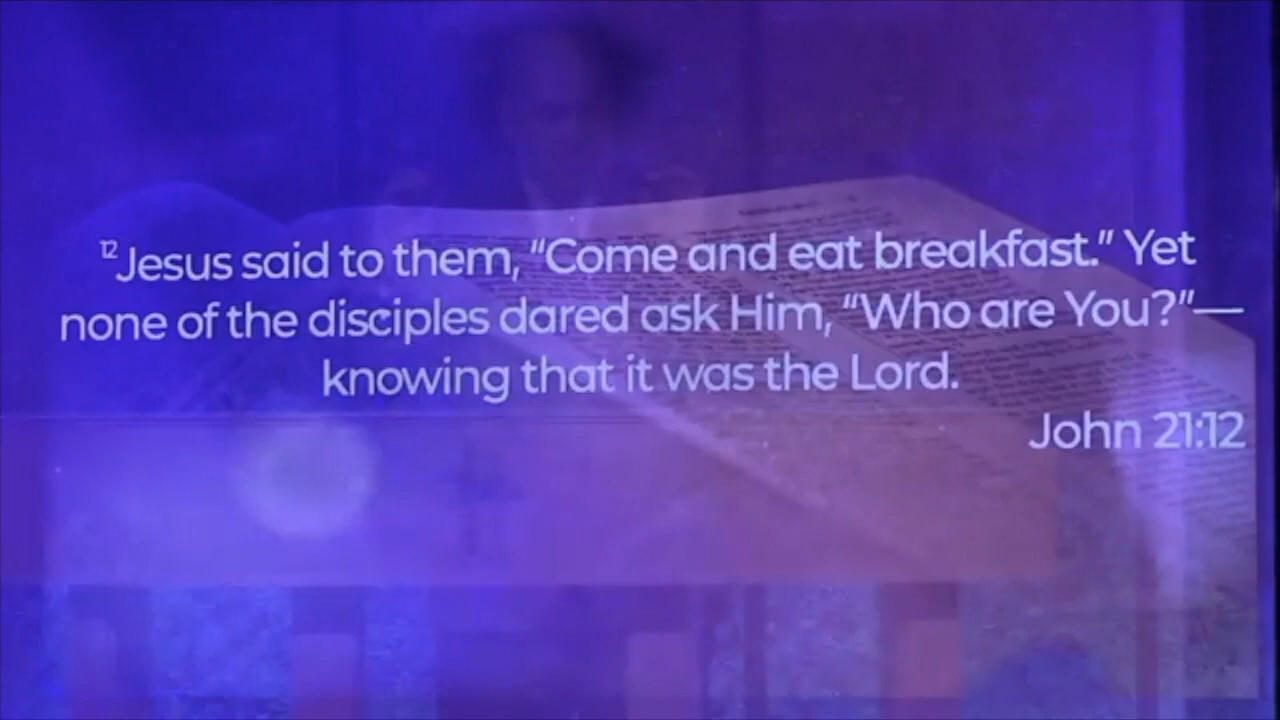 12Jesus said to them, “Come and eat breakfast.” Yet
none of the disciples dared ask Him, “Who are You?”—
knowing that it was the Lord.
John 21:12